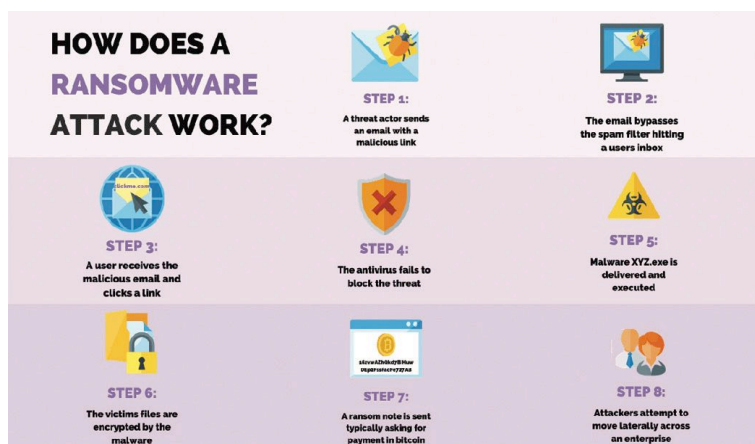 HOW DOES A
RANSOMWARE
ATTACK WORK?
STEP 1:
A threat actor sends
an email with a
malicious link
STEP 2:
The email bypasses
the spam filter hitting
a users inbox
clickme.com
STEP 3:
A user receives the
malicious email and
clicks a link
STEP 4:
The antivirus fails to
block the threat
STEP 5:
Malware XYZ.exe is
delivered and
executed
STEP 6:
The victims files are
encrypted by the
malware
STEP 7:
A ransom note is sent
typically asking for
payment in bitcoin
STEP 8:
Attackers attempt to
move laterally across
an enterprise